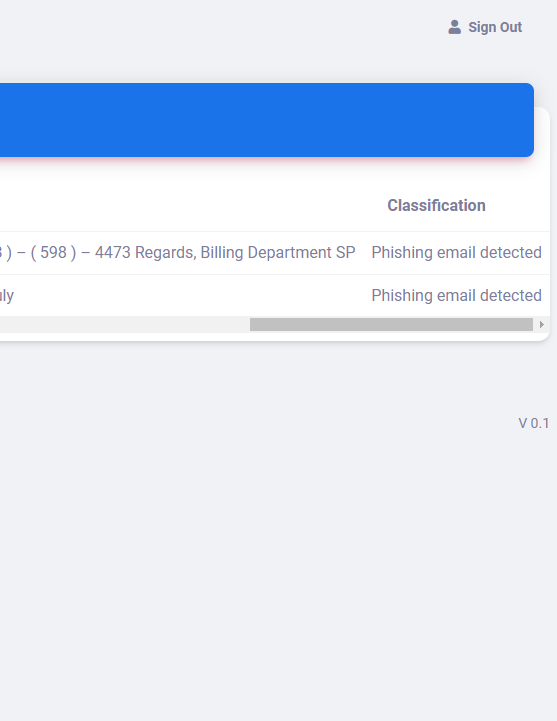 Sign Out
Classification
) – ( 598 ) – 4473 Regards, Billing Department SP Phishing email detected
Phishing email detected
V 0.1